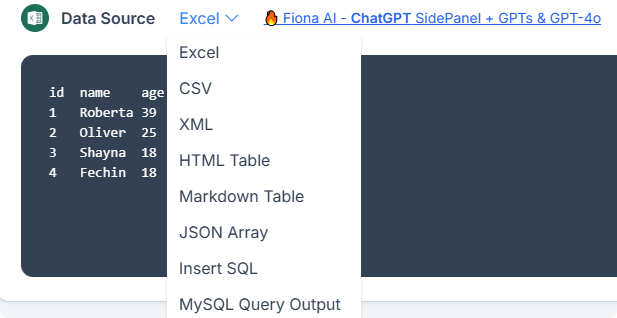 Data Source Excel 🔥 Fiona AI - ChatGPT SidePanel + GPTs & GPT-4o
Excel
CSV
XML
HTML Table
Markdown Table
JSON Array
Insert SQL
MySQL Query Output
id name age
1 Roberta 39
2 Oliver 25
3 Shayna 18
4 Fechin 18